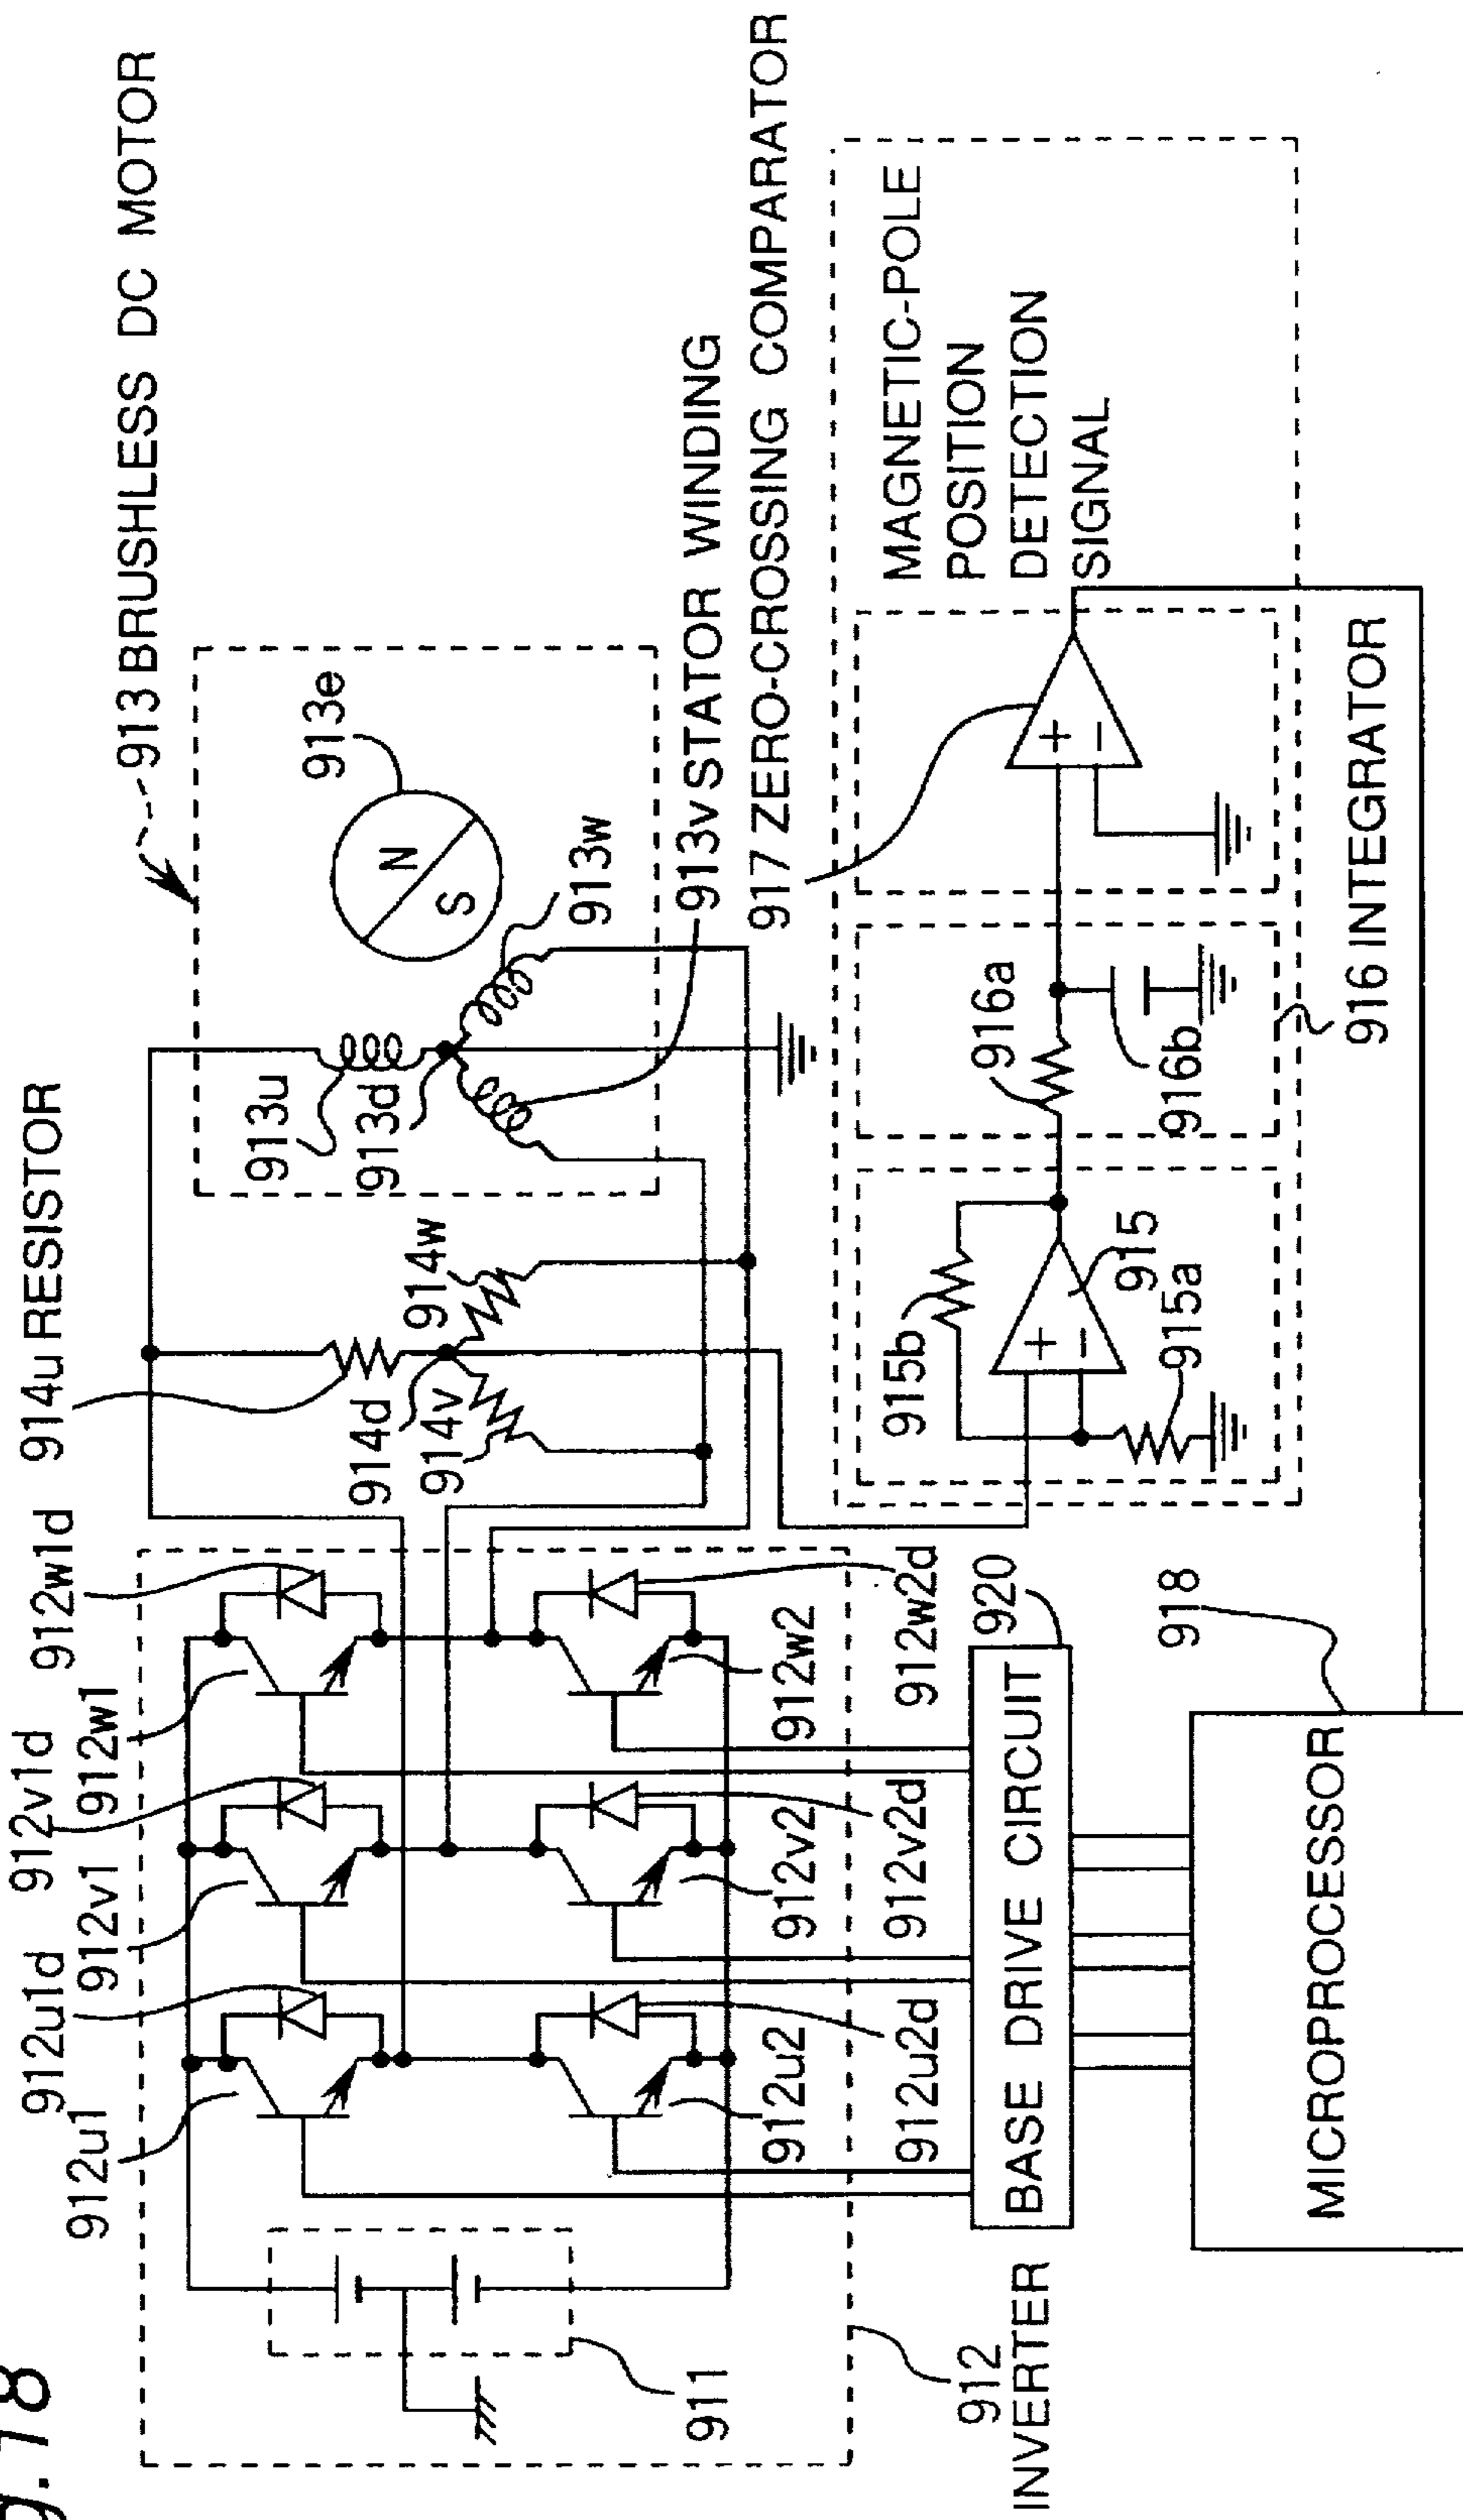 g. 18
912u1
912u1d
912v1
912v1d
912w1
912w1d
914u RESISTOR
913 BRUSHLESS DC MOTOR
913u
913d
913e
N
S
913w
914d
914v
914w
913v STATOR WINDING
917 ZERO-CROSSING COMPARATOR
911
912
INVERTER
912u2
912u2d
912v2
912v2d
912w2
912w2d
920
BASE DRIVE CIRCUIT
918
MICROPROCESSOR
915b
+
−
915
915a
916a
916b
916 INTEGRATOR
+
−
MAGNETIC-POLE
POSITION
DETECTION
SIGNAL